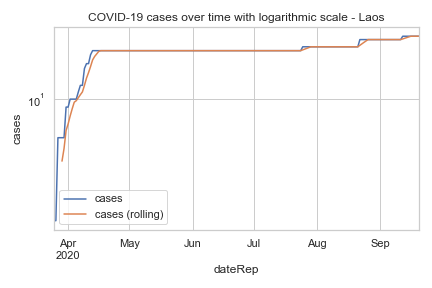 COVID-19 cases over time with logarithmic scale - Laos
cases
10¹
cases
cases (rolling)
Apr May Jun Jul Aug Sep
2020
dateRep